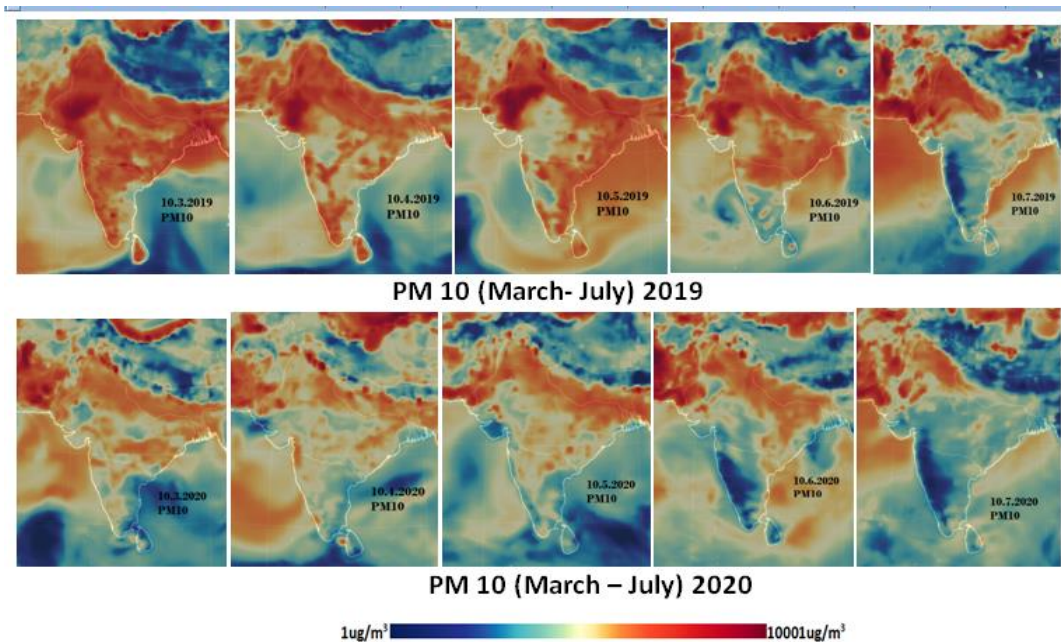 10.3.2019
PM10
10.4.2019
PM10
10.5.2019
PM10
10.6.2019
PM10
10.7.2019
PM10
PM 10 (March- July) 2019
10.3.2020
PM10
10.4.2020
PM10
10.5.2020
PM10
10.6.2020
PM10
10.7.2020
PM10
PM 10 (March – July) 2020
1ug/m³ 10001ug/m³